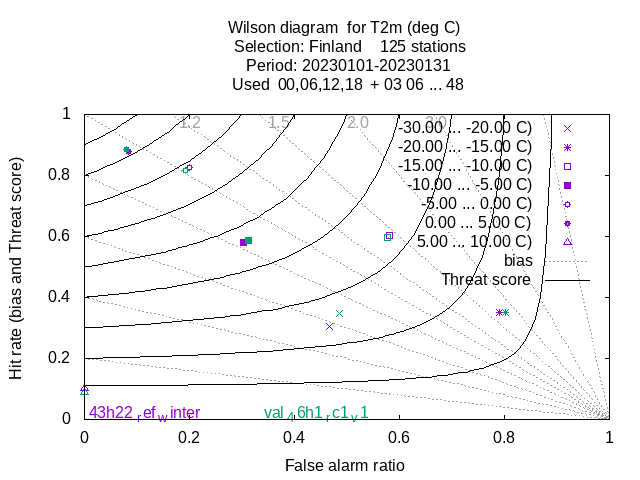 Wilson diagram for T2m (deg C)
Selection: Finland 125 stations
Period: 20230101-20230131
Used 00,06,12,18 + 03 06 ... 48
1 1.2 1.5 2.0 3.0
-30.00 ... -20.00 C)
-20.00 ... -15.00 C)
-15.00 ... -10.00 C)
-10.00 ... -5.00 C)
-5.00 ... 0.00 C)
0.00 ... 5.00 C)
5.00 ... 10.00 C)
bias
Threat score
0.8
0.6
0.4
0.2
0
Hit rate (bias and Threat score)
43h22refwinter val46h1rc1v1
0 0.2 0.4 0.6 0.8 1
False alarm ratio